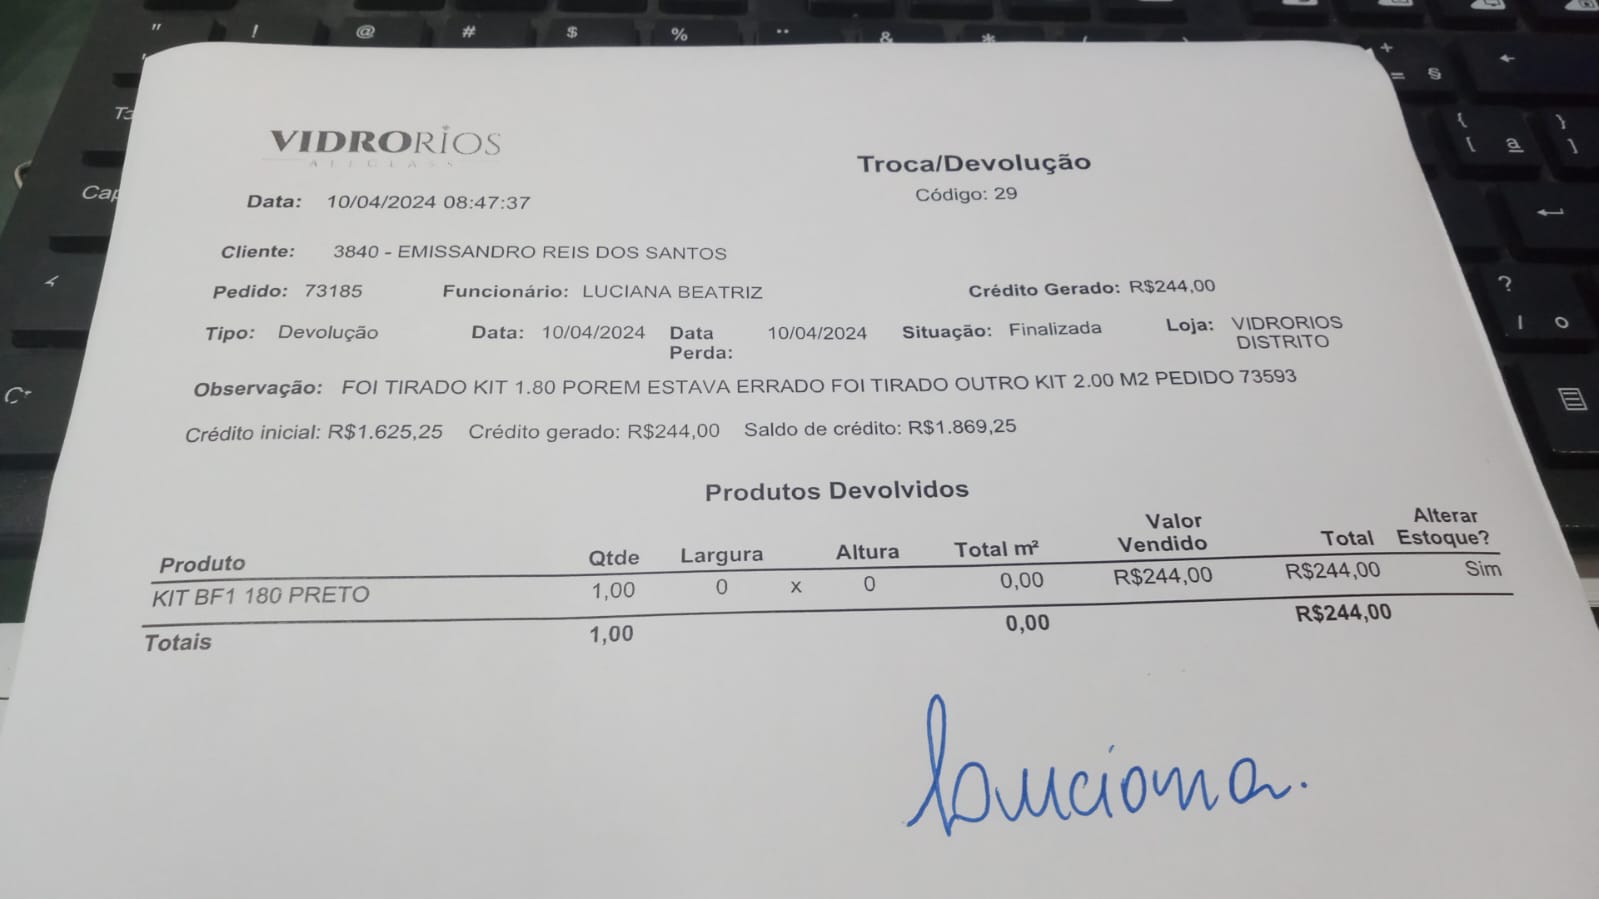 VIDRORIOS
ALLGLASS
Troca/Devolução
Código: 29
Data: 10/04/2024 08:47:37
Cliente: 3840 - EMISSANDRO REIS DOS SANTOS
Pedido: 73185 Funcionário: LUCIANA BEATRIZ Crédito Gerado: R$244,00
Tipo: Devolução Data: 10/04/2024 Data Perda: 10/04/2024 Situação: Finalizada Loja: VIDRORIOS DISTRITO
Observação: FOI TIRADO KIT 1.80 POREM ESTAVA ERRADO FOI TIRADO OUTRO KIT 2.00 M2 PEDIDO 73593
Crédito inicial: R$1.625,25 Crédito gerado: R$244,00 Saldo de crédito: R$1.869,25
Produtos Devolvidos
Produto Qtde Largura Altura Total m² Valor Vendido Total Alterar Estoque?
KIT BF1 180 PRETO 1,00 0 x 0 0,00 R$244,00 R$244,00 Sim
Totais 1,00 0,00 R$244,00
Luciana.